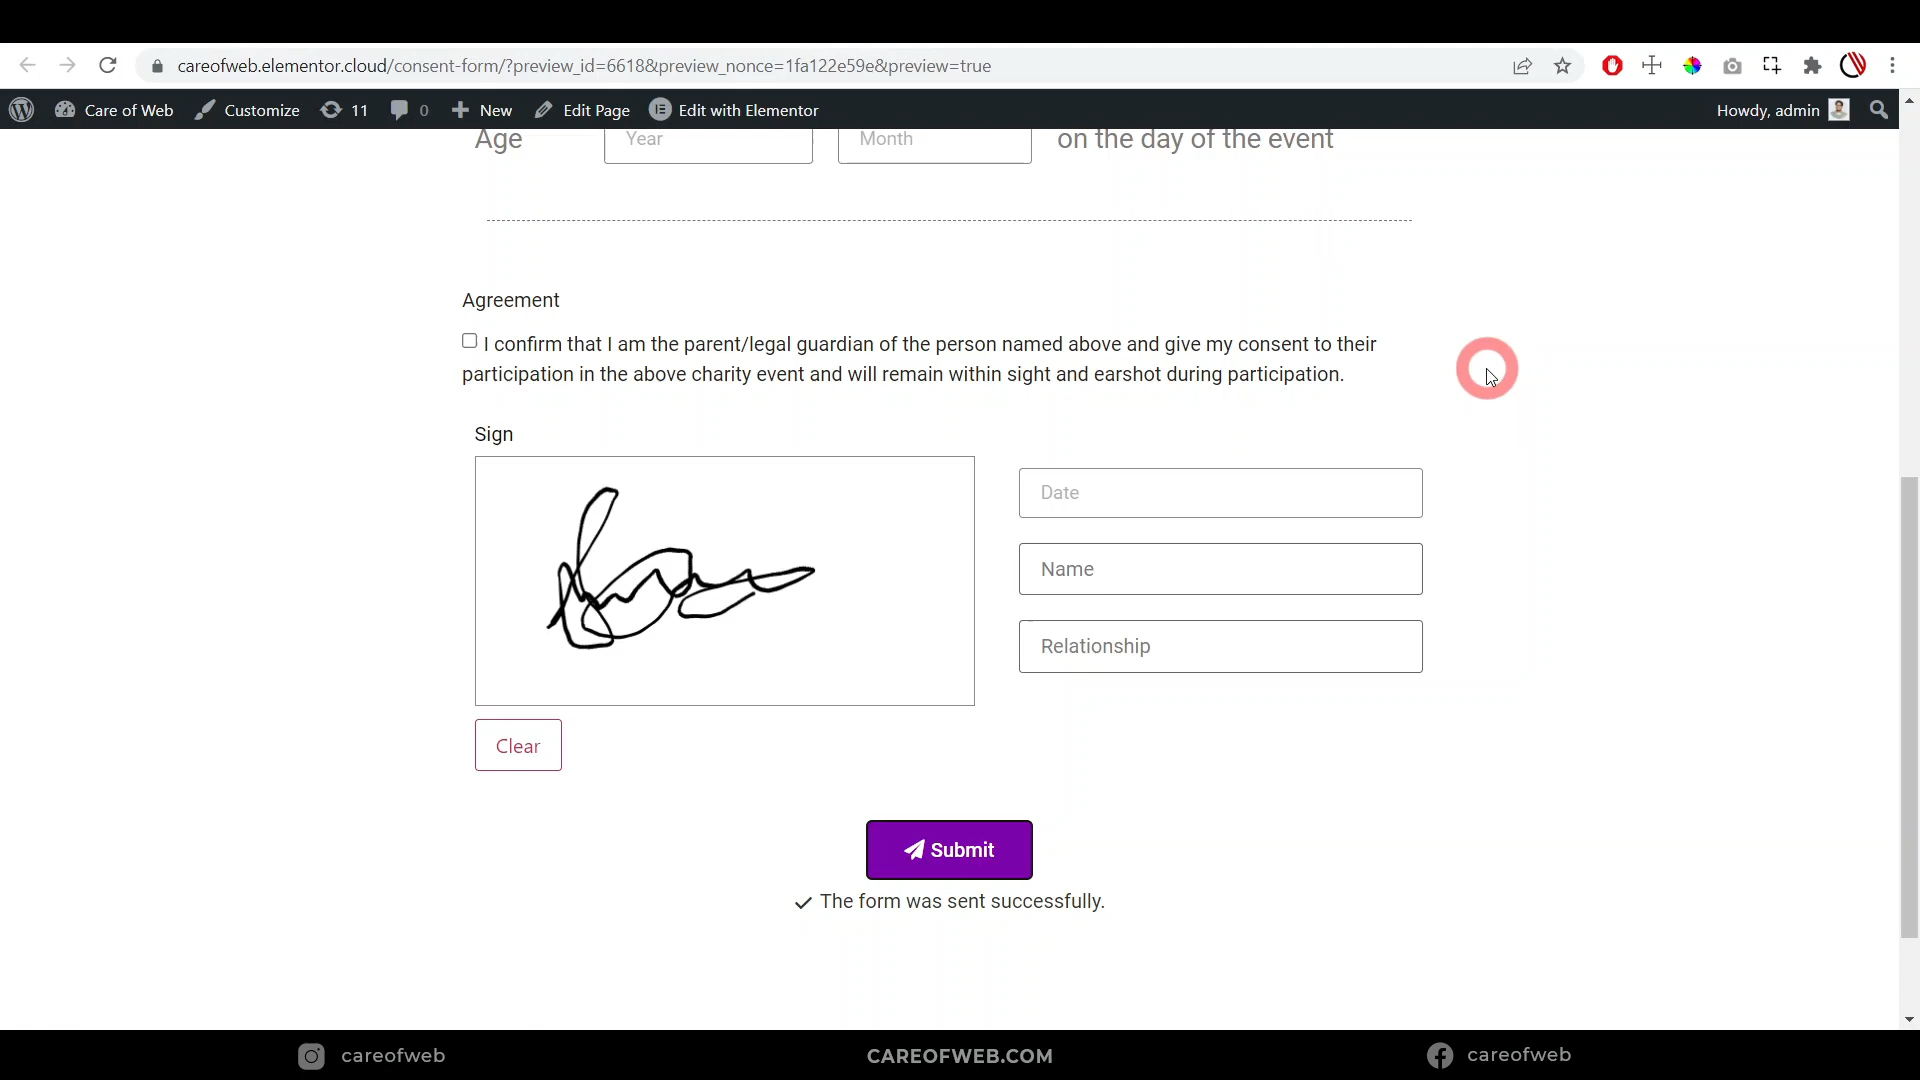 careofweb.elementor.cloud/consent-form/?preview_id=6618&preview_nonce=1fa122e59e&preview=true
Care of Web Customize 11 0 New Edit Page Edit with Elementor Howdy, admin
Age Year Month on the day of the event
Agreement
I confirm that I am the parent/legal guardian of the person named above and give my consent to their
participation in the above charity event and will remain within sight and earshot during participation.
Sign
Date
Name
Relationship
Clear
Submit
The form was sent successfully.
careofweb CAREOFWEB.COM careofweb